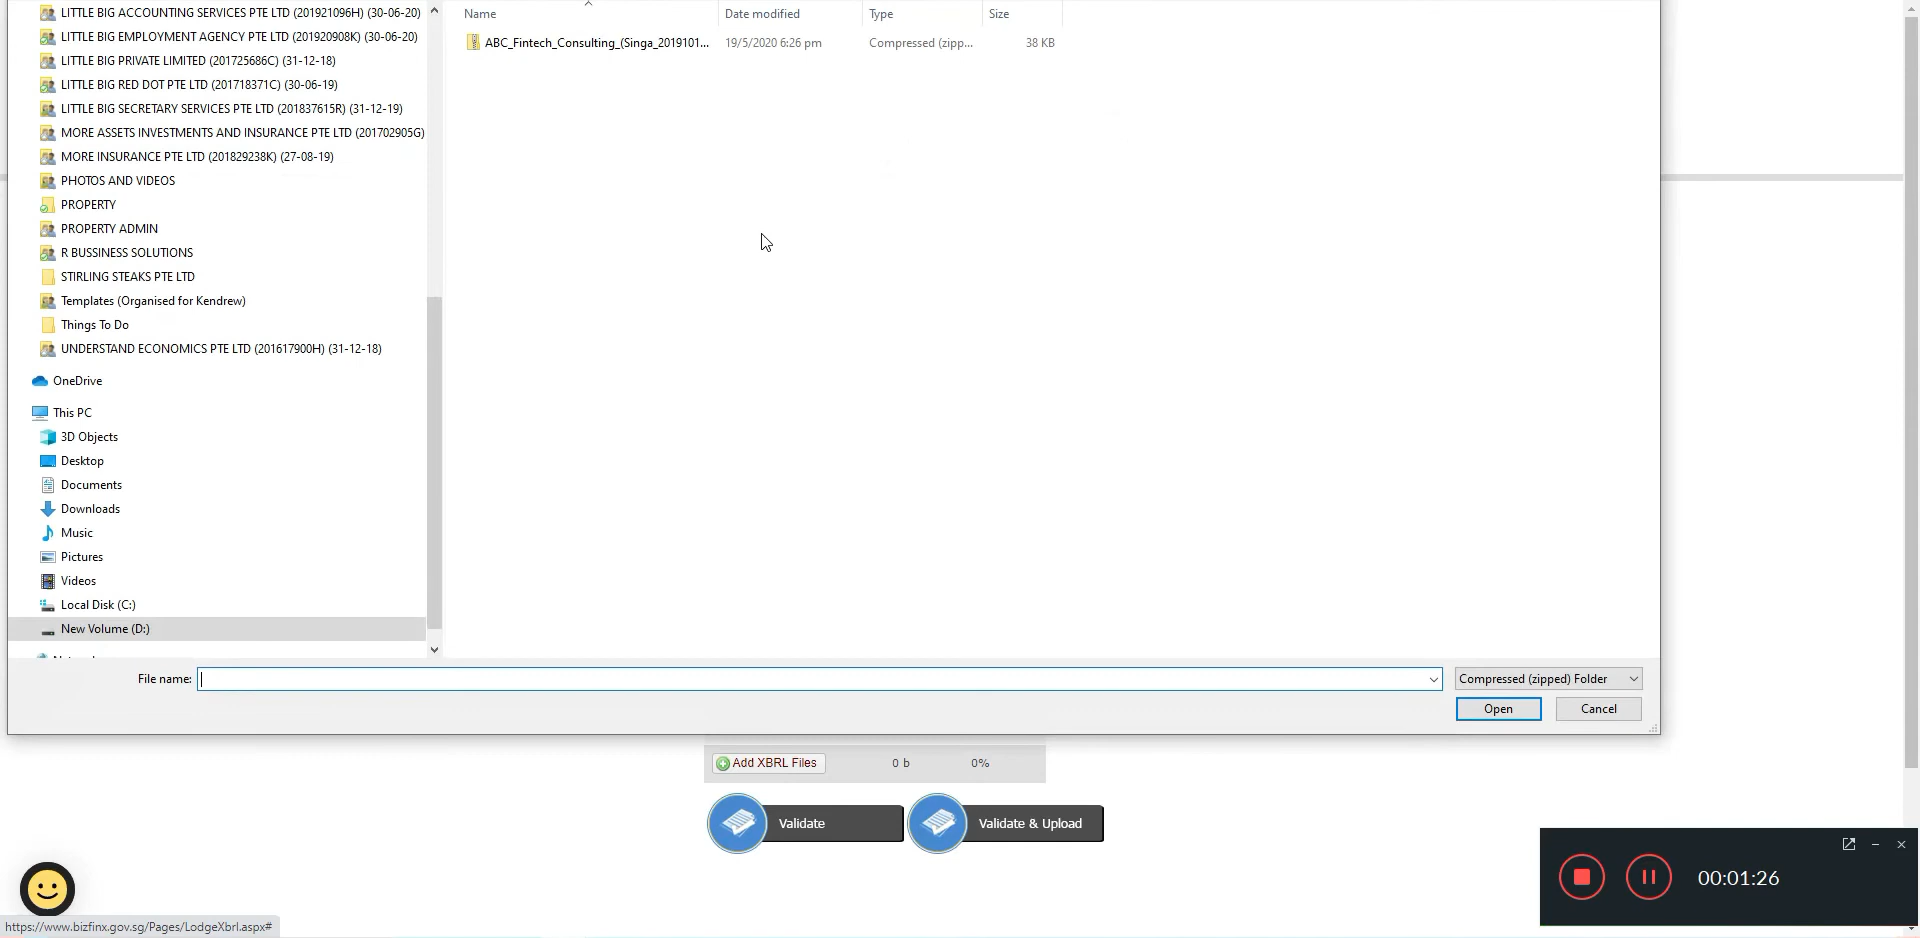 LITTLE BIG ACCOUNTING SERVICES PTE LTD (201921096H) (30-06-20)
LITTLE BIG EMPLOYMENT AGENCY PTE LTD (201920908K) (30-06-20)
LITTLE BIG PRIVATE LIMITED (201725686C) (31-12-18)
LITTLE BIG RED DOT PTE LTD (201718371C) (30-06-19)
LITTLE BIG SECRETARY SERVICES PTE LTD (201837615R) (31-12-19)
MORE ASSETS INVESTMENTS AND INSURANCE PTE LTD (201702905G)
MORE INSURANCE PTE LTD (201829238K) (27-08-19)
PHOTOS AND VIDEOS
PROPERTY
PROPERTY ADMIN
R BUSSINESS SOLUTIONS
STIRLING STEAKS PTE LTD
Templates (Organised for Kendrew)
Things To Do
UNDERSTAND ECONOMICS PTE LTD (201617900H) (31-12-18)
OneDrive
This PC
3D Objects
Desktop
Documents
Downloads
Music
Pictures
Videos
Local Disk (C:)
New Volume (D:)
Name Date modified Type Size
ABC_Fintech_Consulting_(Singa_2019101... 19/5/2020 6:26 pm Compressed (zipp... 38 KB
File name: Compressed (zipped) Folder
Open Cancel
Add XBRL Files 0 b 0%
Validate Validate & Upload
00:01:26
https://www.bizfinx.gov.sg/Pages/LodgeXbrl.aspx#